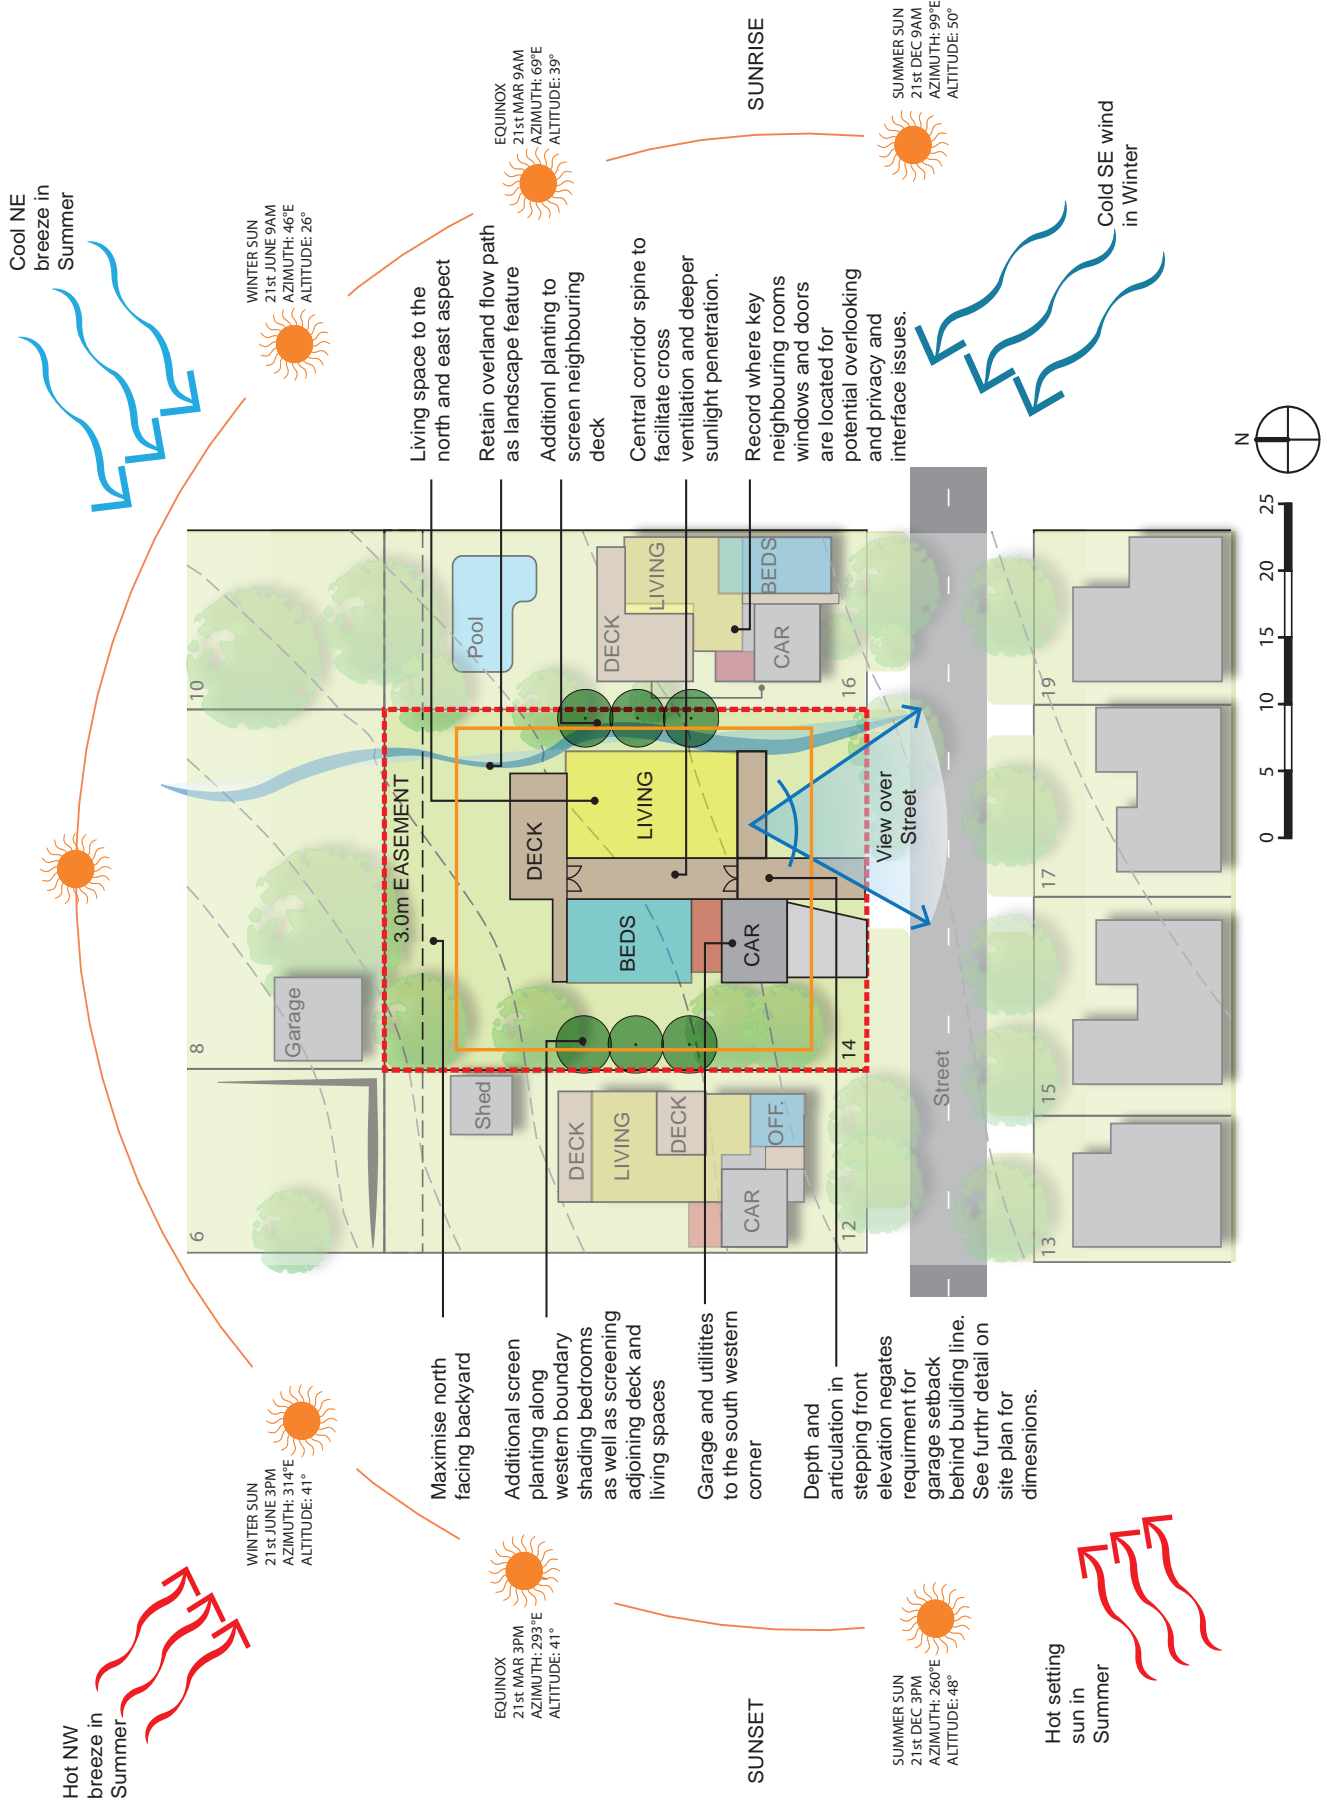 Hot NW
breeze in
Summer
Cool NE
breeze in
Summer
WINTER SUN
21st JUNE 3PM
AZIMUTH: 314°E
ALTITUDE: 41°
WINTER SUN
21st JUNE 9AM
AZIMUTH: 46°E
ALTITUDE: 26°
EQUINOX
21st MAR 3PM
AZIMUTH: 293°E
ALTITUDE: 41°
EQUINOX
21st MAR 9AM
AZIMUTH: 69°E
ALTITUDE: 39°
SUNSET
SUNRISE
SUMMER SUN
21st DEC 3PM
AZIMUTH: 260°E
ALTITUDE: 48°
SUMMER SUN
21st DEC 9AM
AZIMUTH: 99°E
ALTITUDE: 50°
Hot setting
sun in
Summer
Cold SE wind
in Winter
Maximise north
facing backyard
Additional screen
planting along
western boundary
shading bedrooms
as well as screening
adjoining deck and
living spaces
Garage and utilitites
to the south western
corner
Depth and
articulation in
stepping front
elevation negates
requirment for
garage setback
behind building line.
See furthr detail on
site plan for
dimesnions.
Living space to the
north and east aspect
Retain overland flow path
as landscape feature
Additionl planting to
screen neighbouring
deck
Central corridor spine to
facilitate cross
ventilation and deeper
sunlight penetration.
Record where key
neighbouring rooms
windows and doors
are located for
potential overlooking
and privacy and
interface issues.
6
8
10
Garage
3.0m EASEMENT
Shed
Pool
DECK
LIVING
DECK
OFF.
CAR
12
DECK
BEDS
LIVING
CAR
14
DECK
LIVING
BEDS
CAR
16
View over
Street
Street
13
15
17
19
0
5
10
15
20
25
N